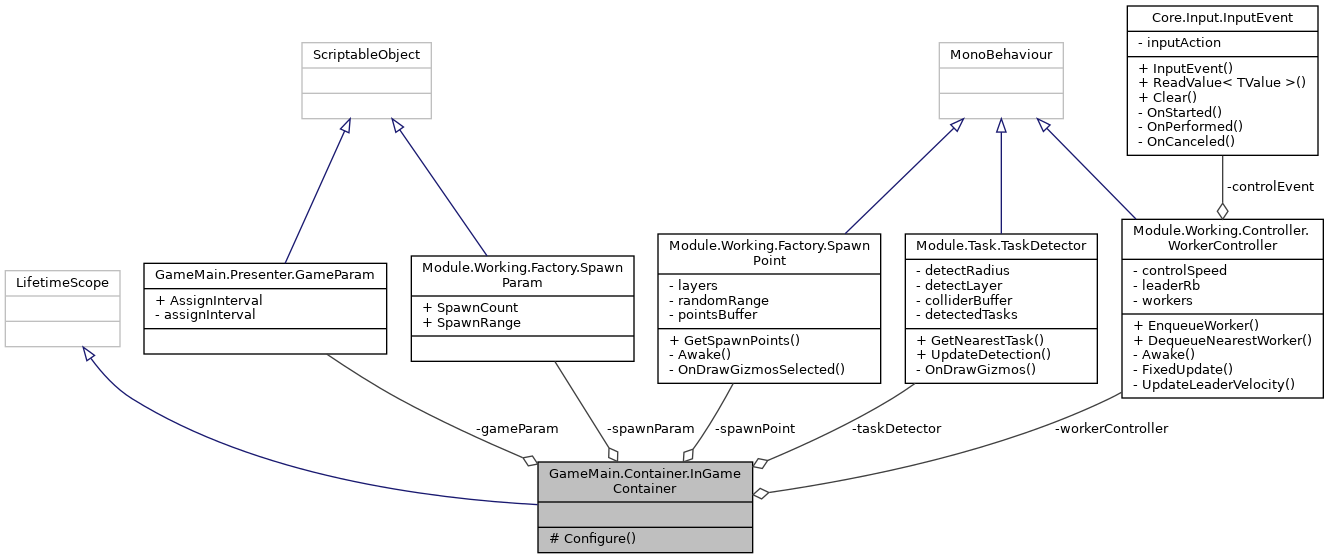 Core.Input.InputEvent
- inputAction
+ InputEvent()
+ ReadValue< TValue >()
+ Clear()
- OnStarted()
- OnPerformed()
- OnCanceled()
ScriptableObject
MonoBehaviour
-controlEvent
LifetimeScope
GameMain.Presenter.GameParam
+ AssignInterval
- assignInterval
Module.Working.Factory.Spawn
Param
+ SpawnCount
+ SpawnRange
Module.Working.Factory.Spawn
Point
- layers
- randomRange
- pointsBuffer
+ GetSpawnPoints()
- Awake()
- OnDrawGizmosSelected()
Module.Task.TaskDetector
- detectRadius
- detectLayer
- colliderBuffer
- detectedTasks
+ GetNearestTask()
+ UpdateDetection()
- OnDrawGizmos()
Module.Working.Controller.
WorkerController
- controlSpeed
- leaderRb
- workers
+ EnqueueWorker()
+ DequeueNearestWorker()
- Awake()
- FixedUpdate()
- UpdateLeaderVelocity()
-gameParam
-spawnParam
-spawnPoint
-taskDetector
-workerController
GameMain.Container.InGame
Container
# Configure()